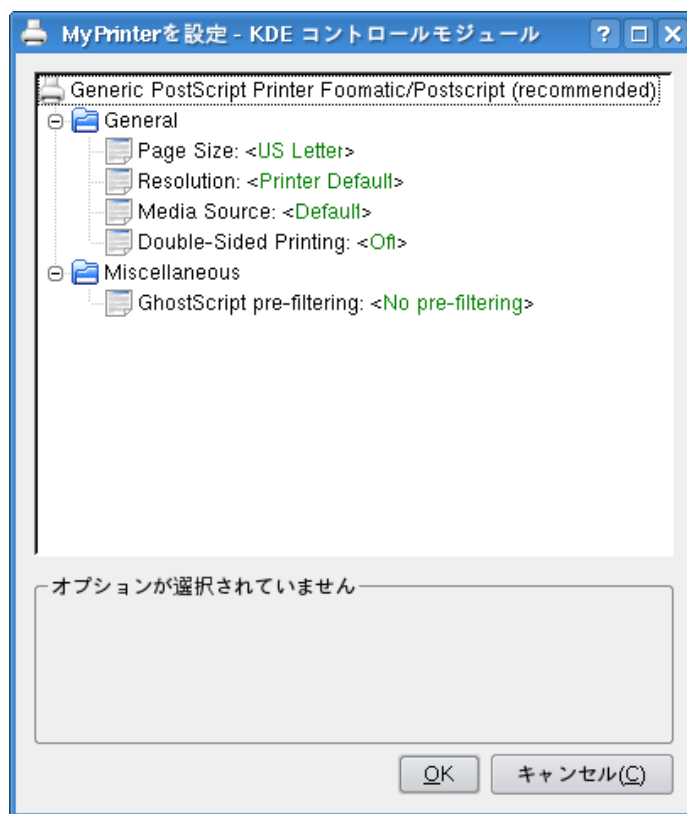 MyPrinterを設定 - KDE コントロールモジュール
Generic PostScript Printer Foomatic/Postscript (recommended)
General
Page Size: <US Letter>
Resolution: <Printer Default>
Media Source: <Default>
Double-Sided Printing: <Off>
Miscellaneous
GhostScript pre-filtering: <No pre-filtering>
オプションが選択されていません
OK キャンセル(C)